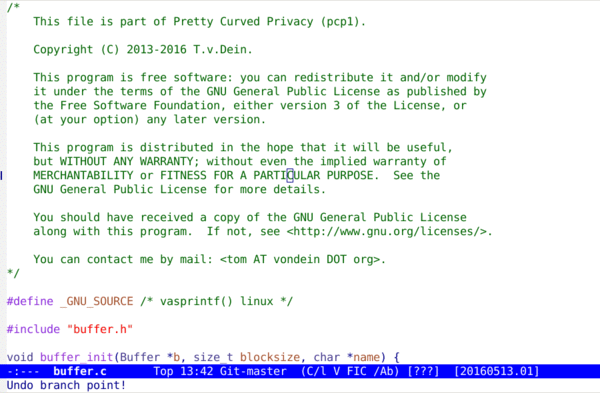 /*
    This file is part of Pretty Curved Privacy (pcp1).

    Copyright (C) 2013-2016 T.v.Dein.

    This program is free software: you can redistribute it and/or modify
    it under the terms of the GNU General Public License as published by
    the Free Software Foundation, either version 3 of the License, or
    (at your option) any later version.

    This program is distributed in the hope that it will be useful,
    but WITHOUT ANY WARRANTY; without even the implied warranty of
    MERCHANTABILITY or FITNESS FOR A PARTICULAR PURPOSE.  See the
    GNU General Public License for more details.

    You should have received a copy of the GNU General Public License
    along with this program.  If not, see <http://www.gnu.org/licenses/>.

    You can contact me by mail: <tom AT vondein DOT org>.
*/

#define _GNU_SOURCE /* vasprintf() linux */

#include "buffer.h"

void buffer_init(Buffer *b, size_t blocksize, char *name) {
-:---  buffer.c       Top 13:42 Git-master  (C/l V FIC /Ab) [???]  [20160513.01]
Undo branch point!